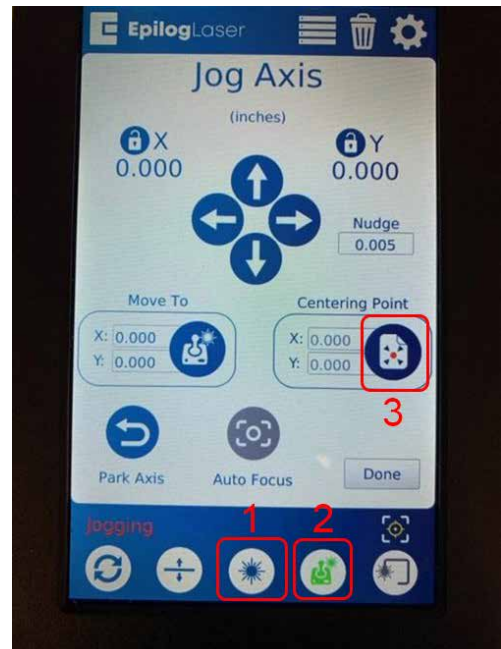 EpilogLaser
Jog Axis
(inches)
X
Y
0.000
0.000
Nudge
0.005
Move To
Centering Point
X: 0.000
Y: 0.000
X: 0.000
Y: 0.000
3
Park Axis
Auto Focus
Done
Jogging
1
2